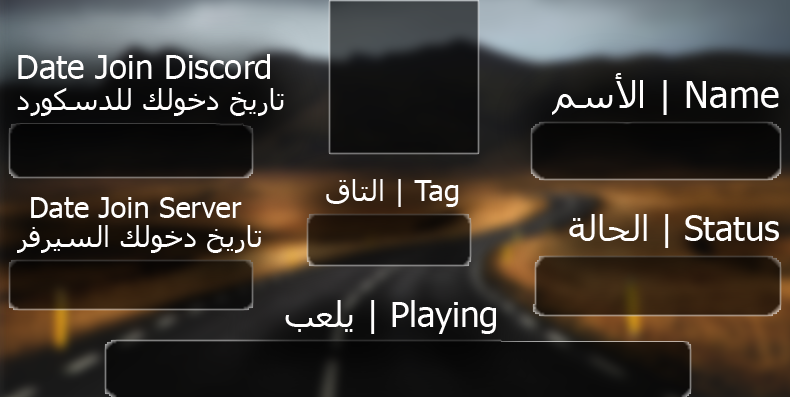 Date Join Discord
تاريخ دخولك للدسكورد
الأسم | Name
Date Join Server
تاريخ دخولك السيرفر
التاق | Tag
الحالة | Status
يلعب | Playing